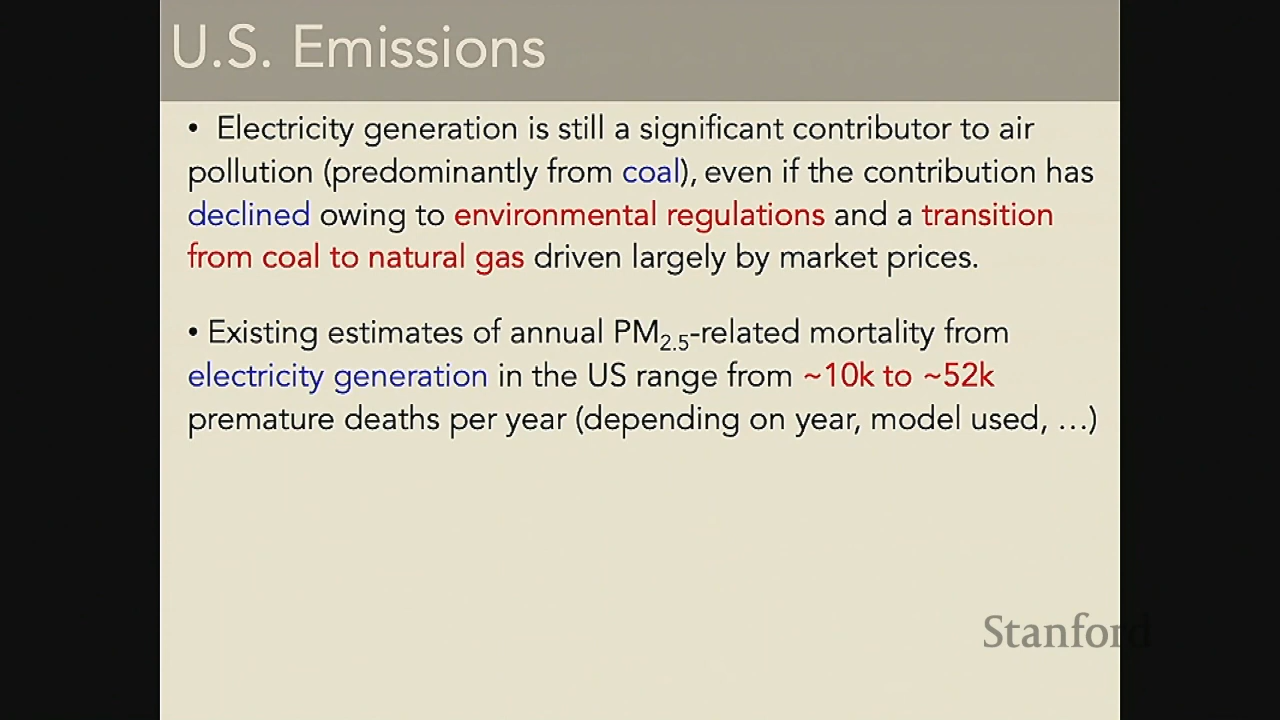 U.S. Emissions
• Electricity generation is still a significant contributor to air
pollution (predominantly from coal), even if the contribution has
declined owing to environmental regulations and a transition
from coal to natural gas driven largely by market prices.
• Existing estimates of annual PM2.5-related mortality from
electricity generation in the US range from ~10k to ~52k
premature deaths per year (depending on year, model used, …)
Stanford